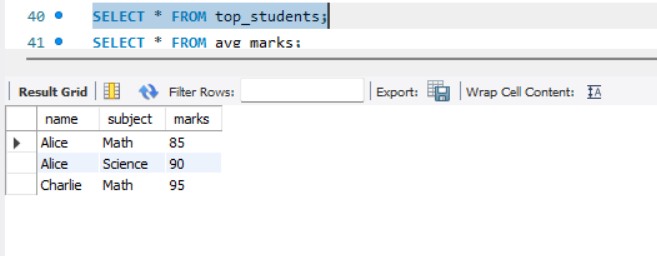 40 SELECT * FROM top_students;
41 SELECT * FROM avg_marks;
Result Grid Filter Rows: Export: Wrap Cell Content: IA
name subject marks
Alice Math 85
Alice Science 90
Charlie Math 95